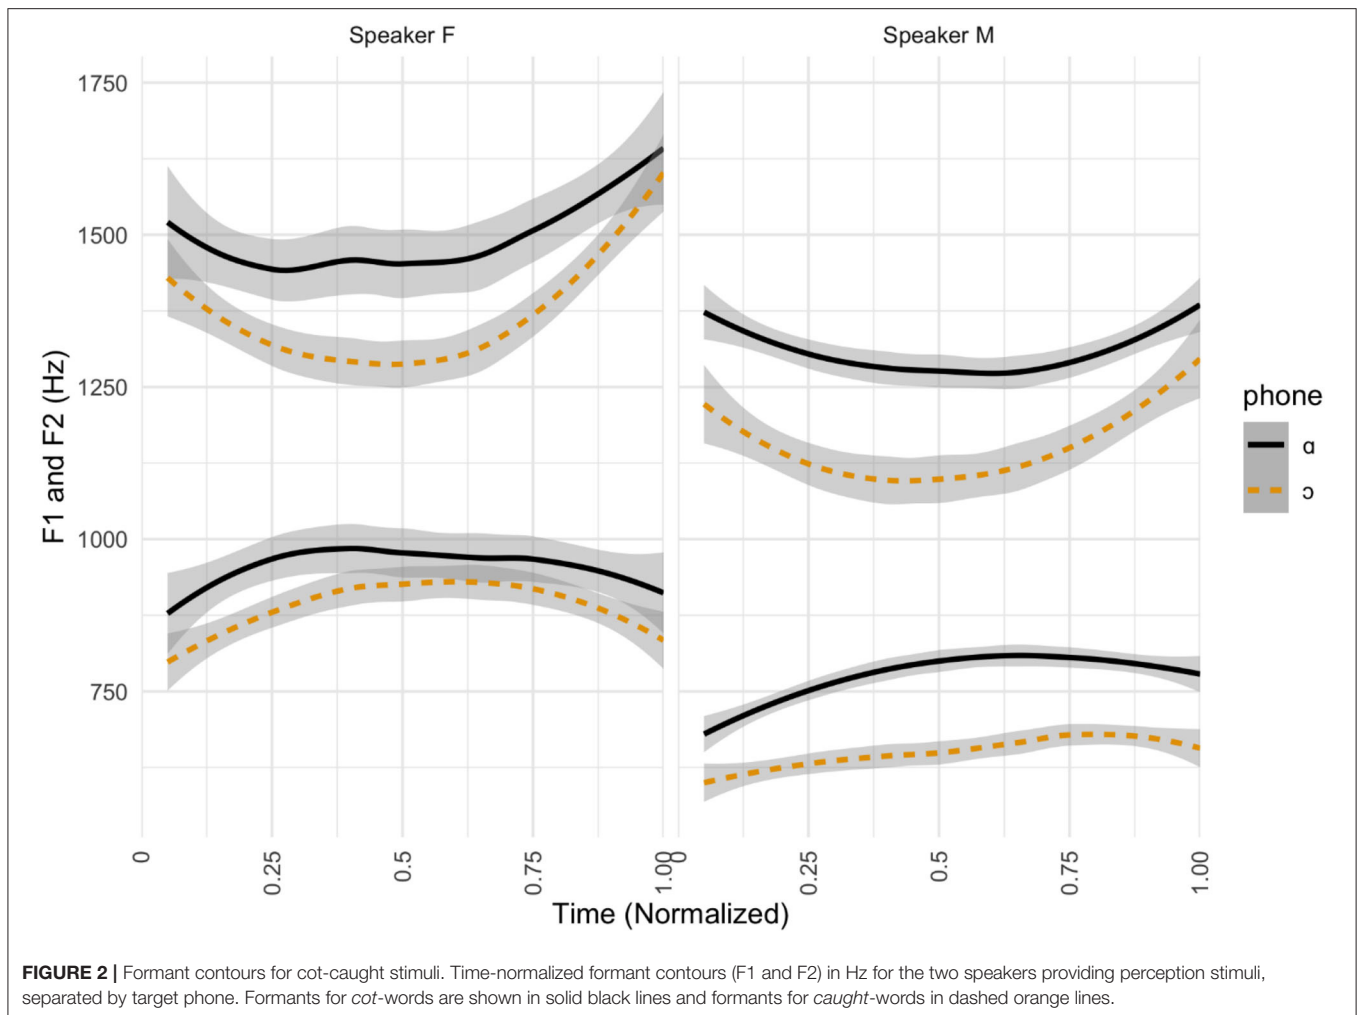 Speaker F
Speaker M
1750
1500
1250
1000
750
F1 and F2 (Hz)
0
0.25
0.5
0.75
1.00
0
0.25
0.5
0.75
1.00
Time (Normalized)
phone
ɑ
ɔ
FIGURE 2 | Formant contours for cot-caught stimuli. Time-normalized formant contours (F1 and F2) in Hz for the two speakers providing perception stimuli,
separated by target phone. Formants for cot-words are shown in solid black lines and formants for caught-words in dashed orange lines.